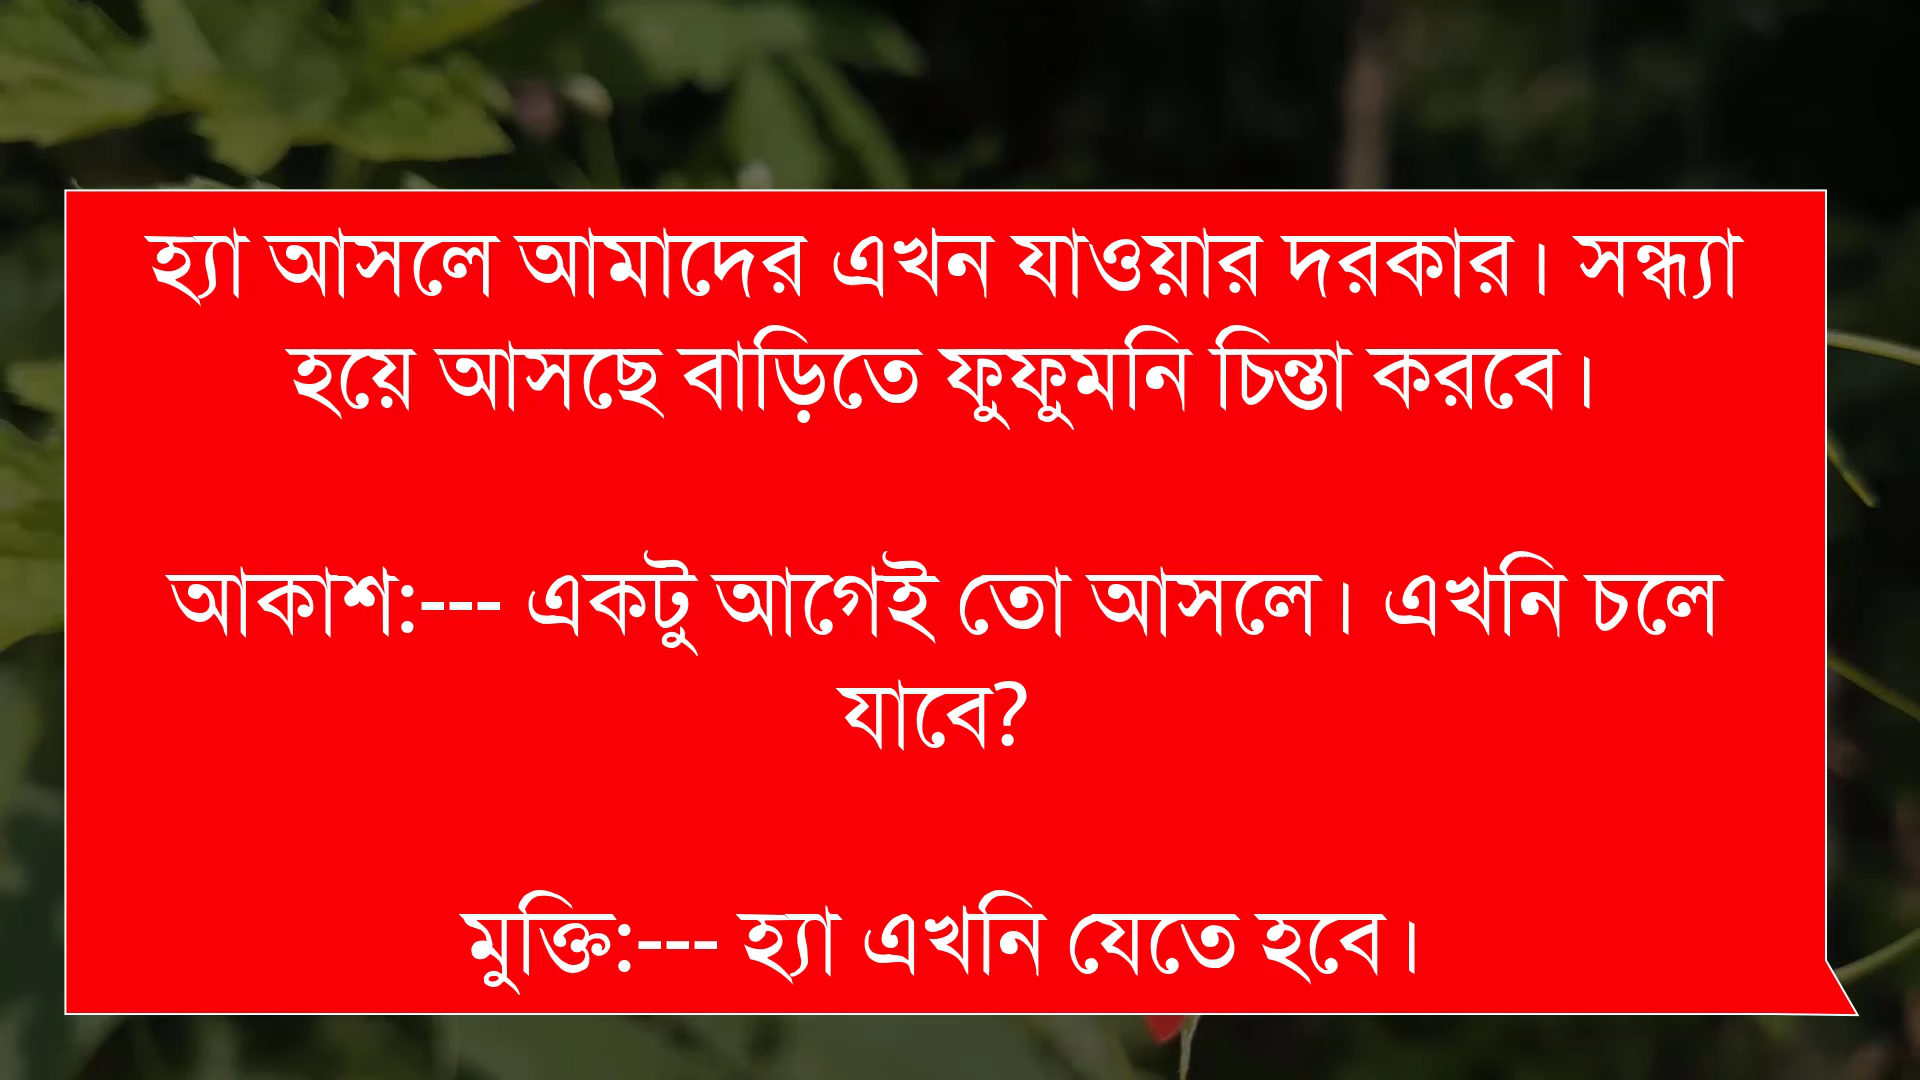 হ্যা আসলে আমাদের এখন যাওয়ার দরকার। সন্ধ্যা
হয়ে আসছে বাড়িতে ফুফুমনি চিন্তা করবে।
আকাশ:--- একটু আগেই তো আসলে। এখনি চলে
যাবে?
মুক্তি:--- হ্যা এখনি যেতে হবে।